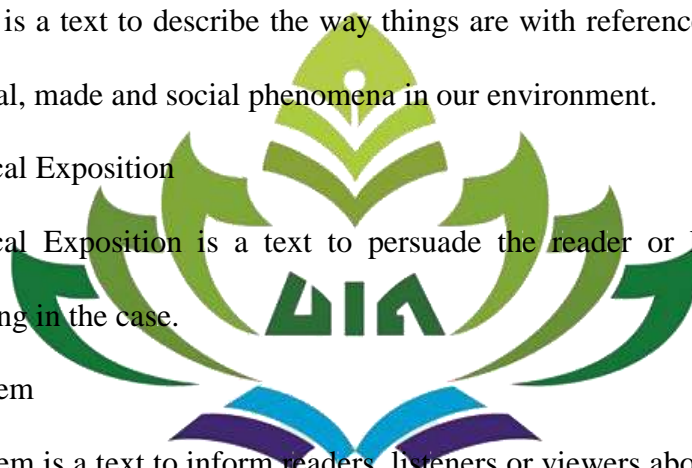 is a text to describe the way things are with reference
al, made and social phenomena in our environment.
cal Exposition
cal Exposition is a text to persuade the reader or
ng in the case.
UIN
em
em is a text to inform readers, listeners or viewers abo